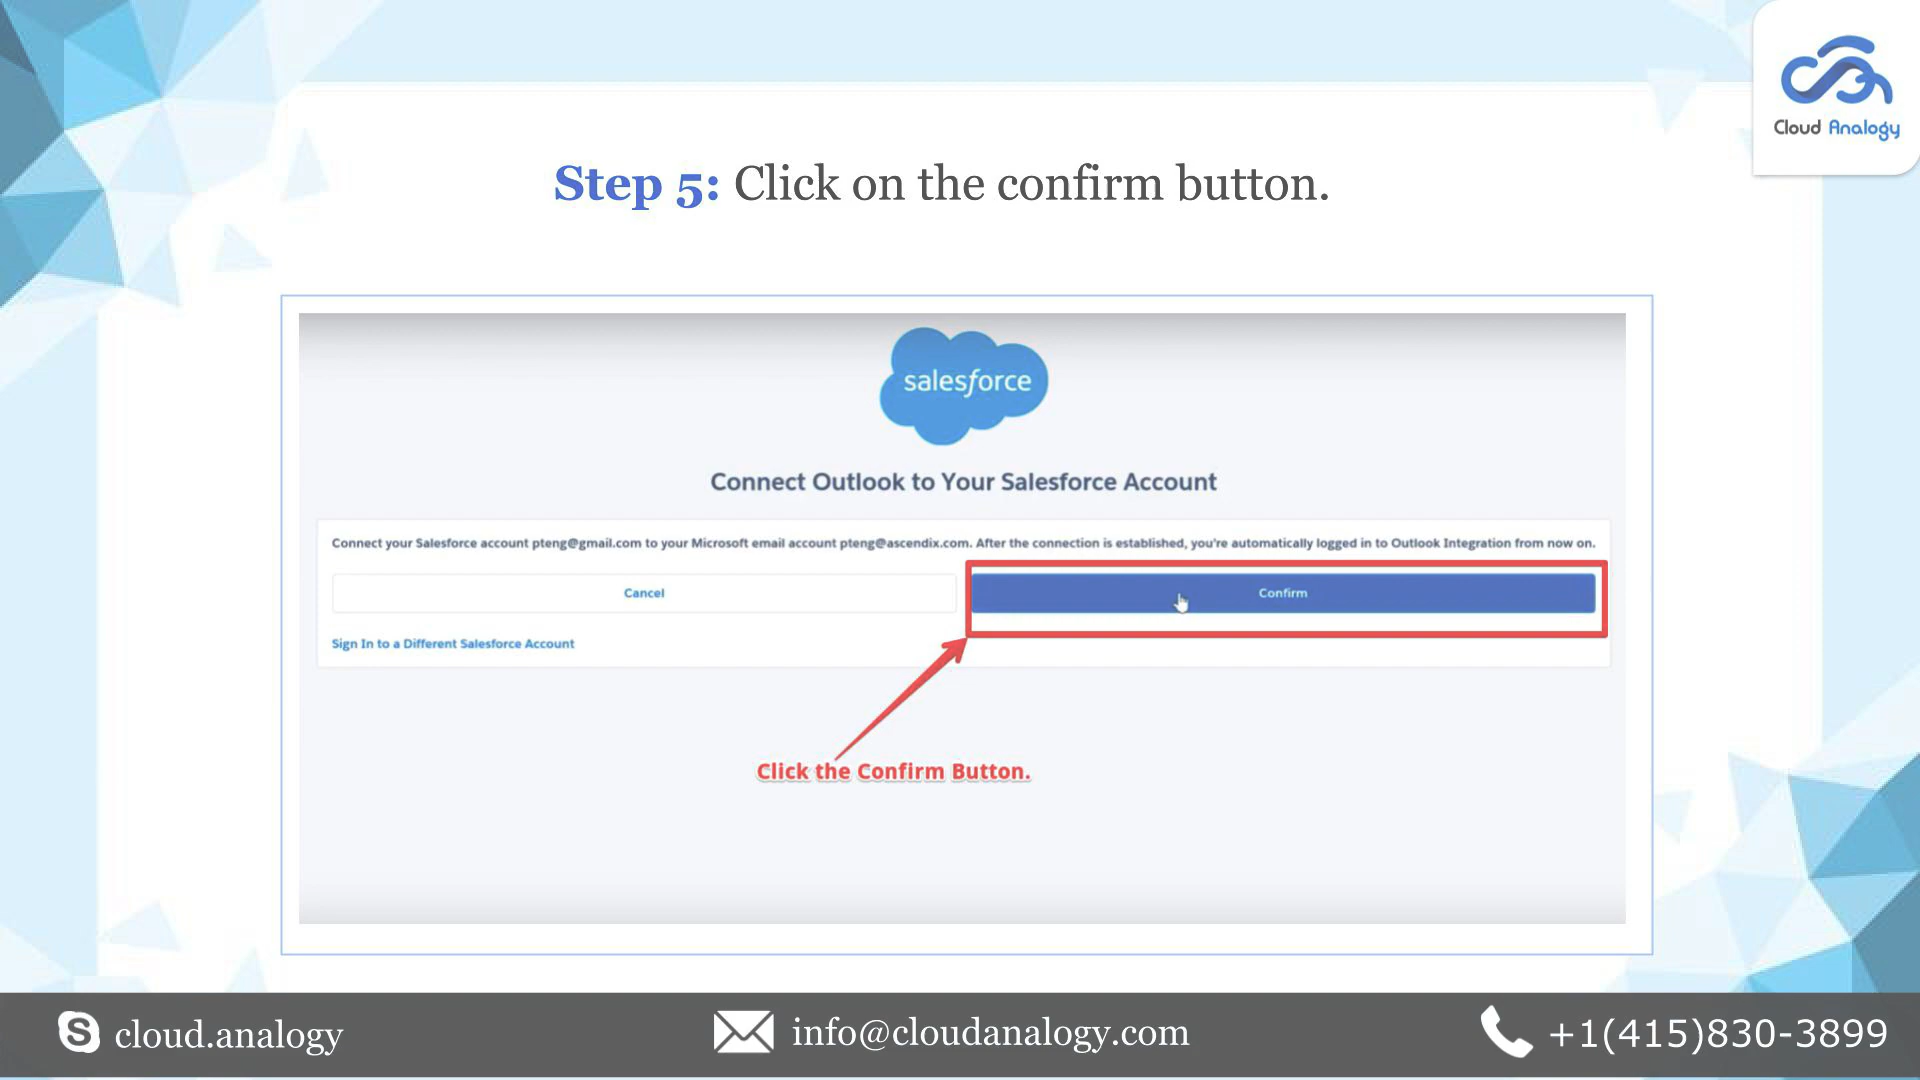 Cloud Analogy
Step 5: Click on the confirm button.
salesforce
Connect Outlook to Your Salesforce Account
Connect your Salesforce account pteng@gmail.com to your Microsoft email account pteng@ascendix.com. After the connection is established, you're automatically logged in to Outlook Integration from now on.
Cancel
Confirm
Sign In to a Different Salesforce Account
Click the Confirm Button.
cloud.analogy
info@cloudanalogy.com
+1(415)830-3899